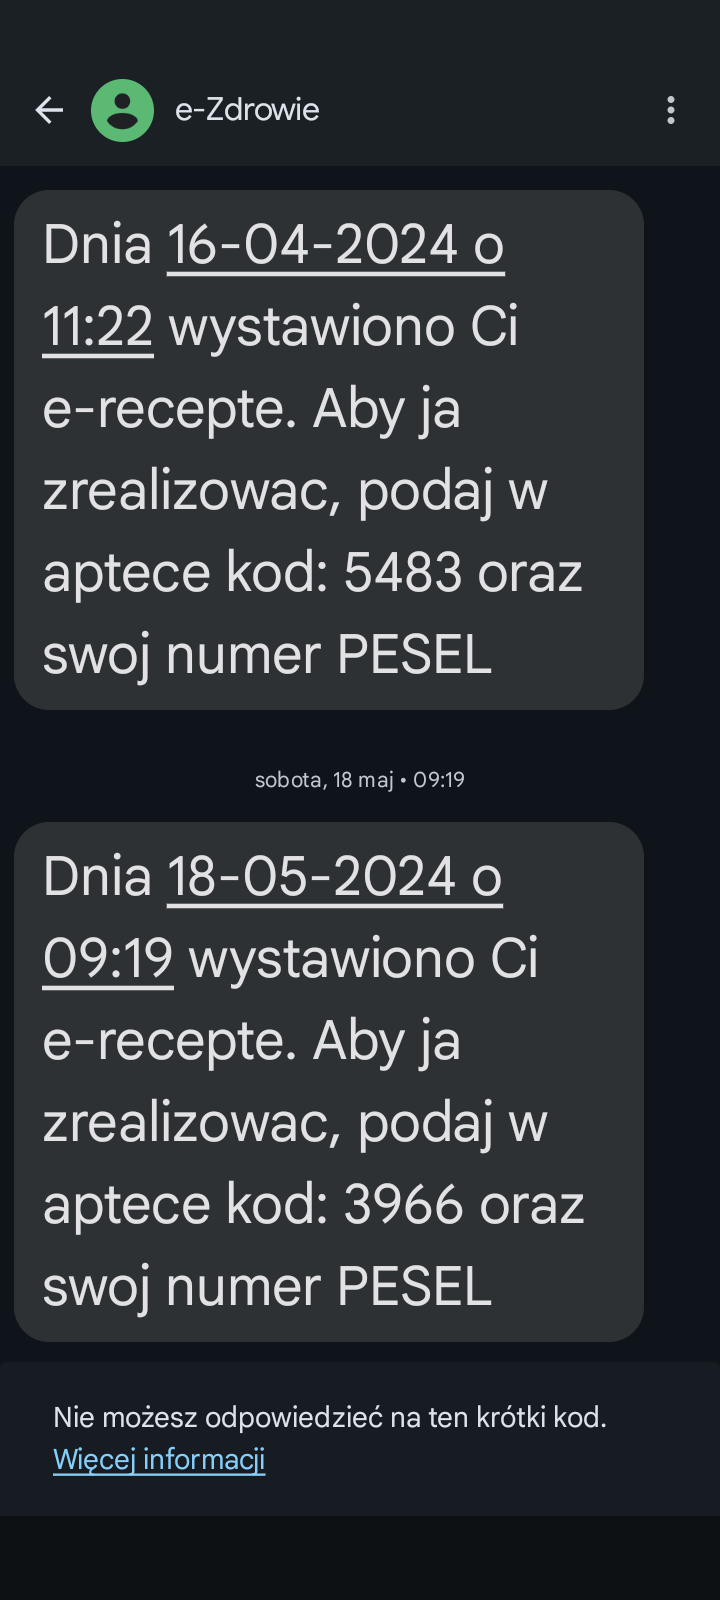 e-Zdrowie
Dnia 16-04-2024 o
11:22 wystawiono Ci
e-recepte. Aby ja
zrealizowac, podaj w
aptece kod: 5483 oraz
swoj numer PESEL
sobota, 18 maj • 09:19
Dnia 18-05-2024 o
09:19 wystawiono Ci
e-recepte. Aby ja
zrealizowac, podaj w
aptece kod: 3966 oraz
swoj numer PESEL
Nie możesz odpowiedzieć na ten krótki kod.
Więcej informacji